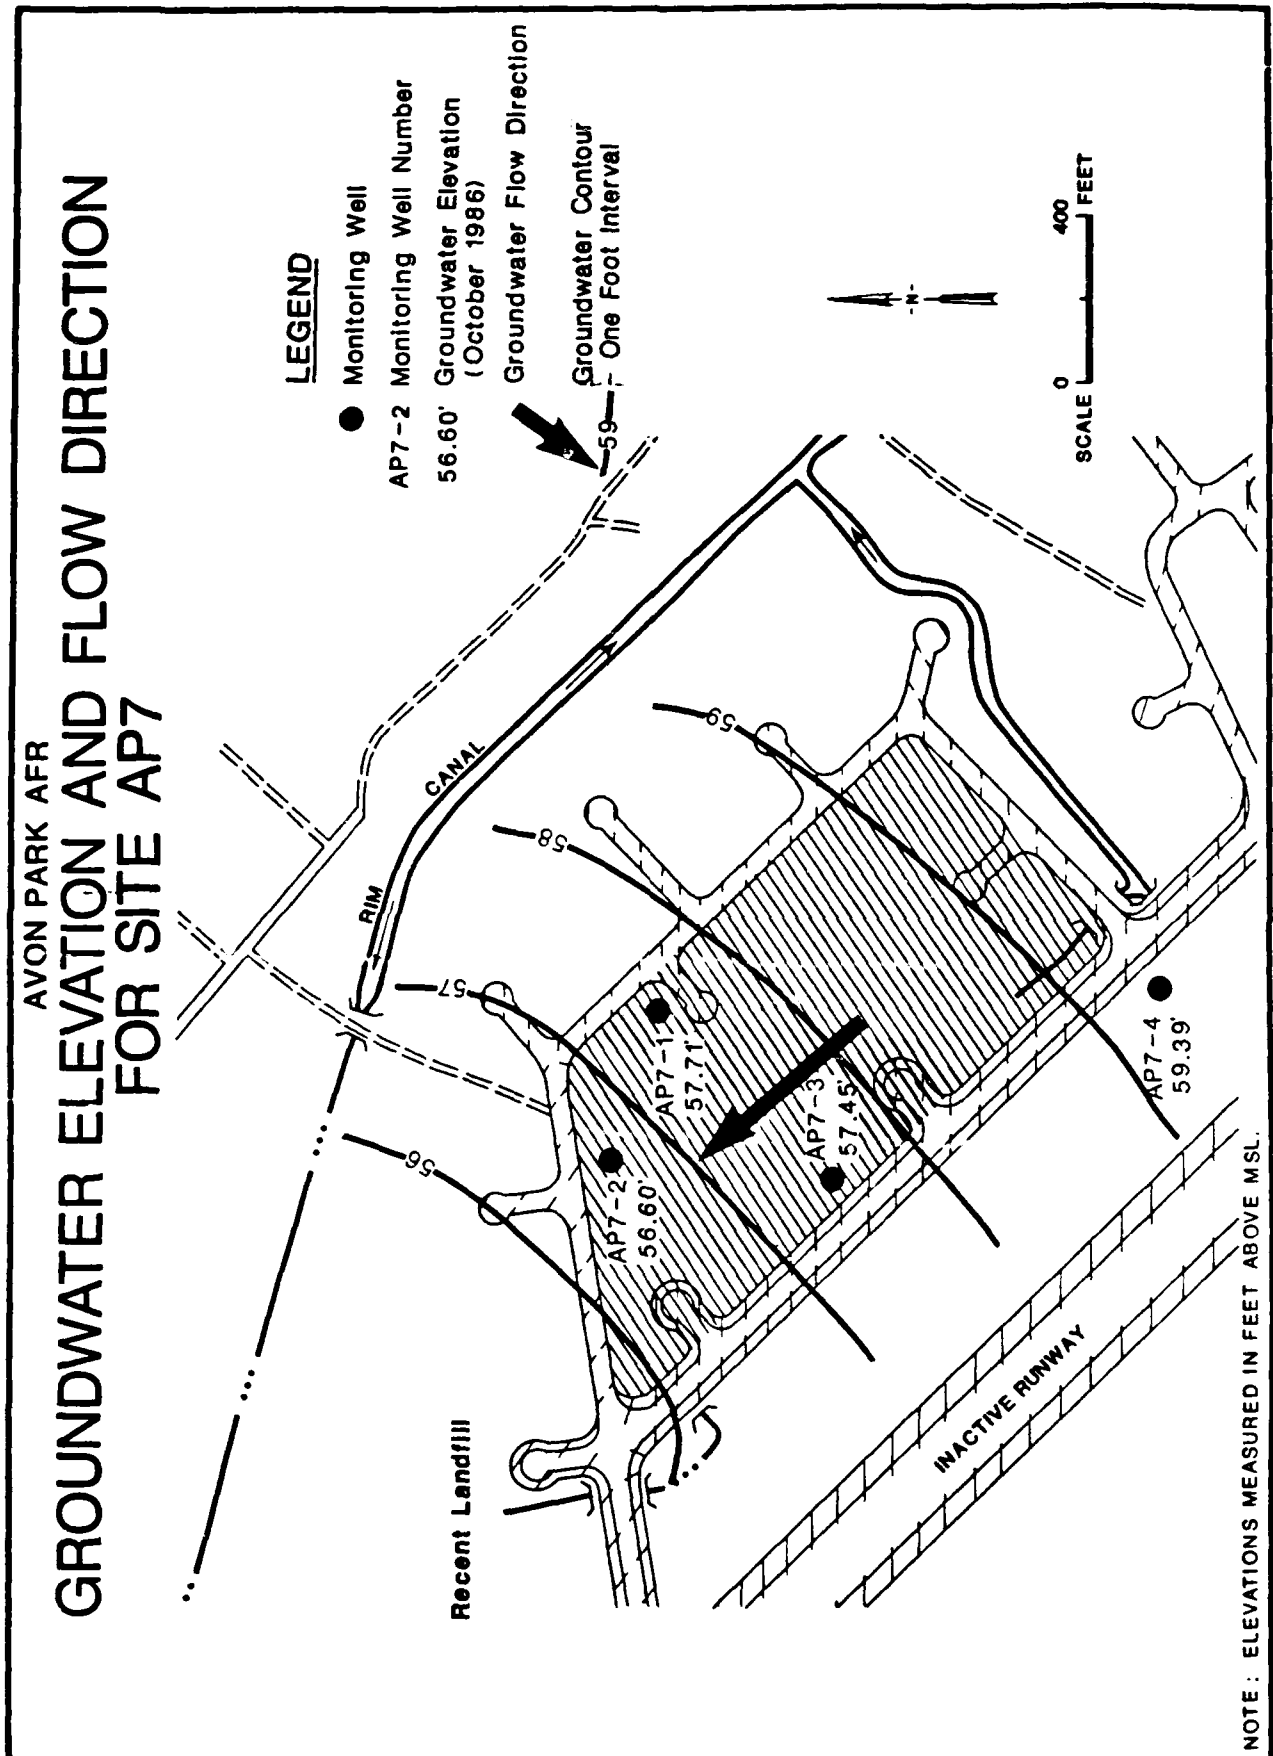 AVON PARK AFR
GROUNDWATER ELEVATION AND FLOW DIRECTION
FOR SITE AP7
LEGEND
Monitoring Well
AP7-2 Monitoring Well Number
56.60' Groundwater Elevation
(October 1986)
Groundwater Flow Direction
Groundwater Contour
59 One Foot Interval
RIM
CANAL
56
57
58
59
AP7-2
56.60'
AP7-1
57.71'
AP7-3
57.45'
AP7-4
59.39'
Recent Landfill
INACTIVE RUNWAY
-N-
0
400
SCALE
FEET
NOTE: ELEVATIONS MEASURED IN FEET ABOVE MSL.